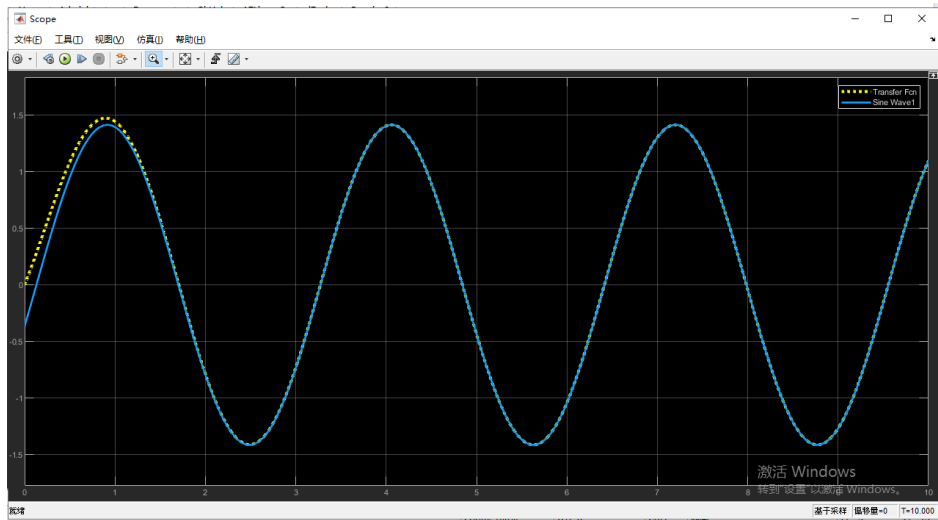 Scope
文件(F) 工具(T) 视图(V) 仿真(I) 帮助(H)
Transfer Fcn
Sine Wave1
1.5
1
0.5
0
-0.5
-1
-1.5
0 1 2 3 4 5 6 7 8 9 10
激活 Windows
转到"设置"以激活 Windows。
就绪
基于采样 偏移量=0 T=10.000